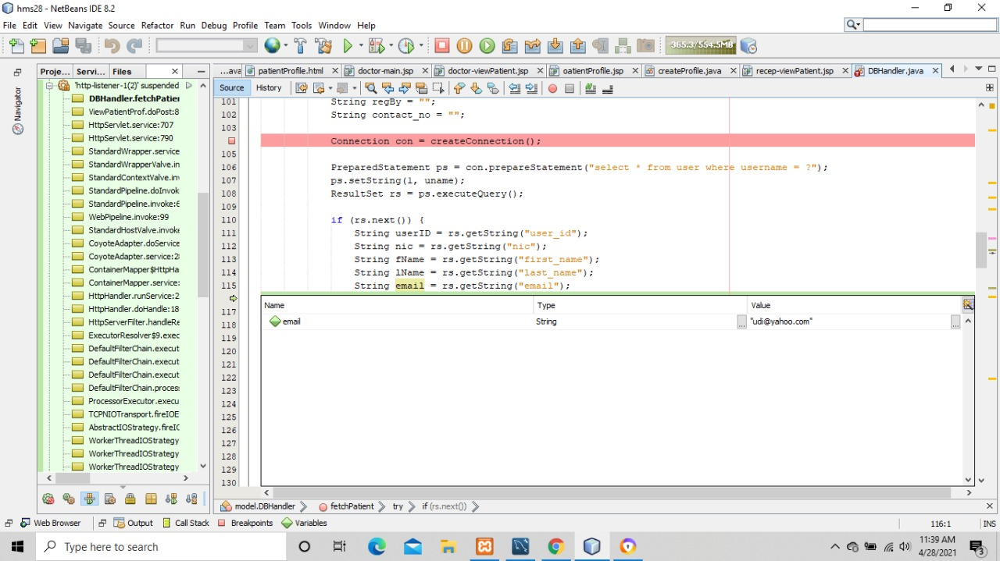 hms28 - NetBeans IDE 8.2
File Edit View Navigate Source Refactor Run Debug Profile Team Tools Window Help
365.3/554.5MB
Proje... Servi... Files
...ava patientProfile.html doctor-main.jsp doctor-viewPatient.jsp oatientProfile.jsp createProfile.java recep-viewPatient.jsp DBHandler.java
Navigator
Source History
'http-listener-1(2)' suspended
DBHandler.fetchPatien
ViewPatientProf.doPost:8
HttpServlet.service:707
HttpServlet.service:790
StandardWrapper.service
StandardWrapperValve.in
StandardContextValve.inv
StandardPipeline.doInvok
StandardPipeline.invoke:6
WebPipeline.invoke:99
StandardHostValve.invoke
CoyoteAdapter.doService
CoyoteAdapter.service:28
ContainerMapper$HttpHa
ContainerMapper.service:
HttpHandler.runService:2
HttpHandler.doHandle:18
HttpServerFilter.handleRe
ExecutorResolver$9.exec
DefaultFilterChain.execut
DefaultFilterChain.execut
DefaultFilterChain.execut
DefaultFilterChain.proces
ProcessorExecutor.execu
TCPNIOTransport.fireIOE
AbstractIOStrategy.fireIC
WorkerThreadIOStrategy
WorkerThreadIOStrategy
WorkerThreadIOStrategy
101 String regBy = "";
102 String contact_no = "";
103
Connection con = createConnection();
105
106 PreparedStatement ps = con.prepareStatement("select * from user where username = ?");
107 ps.setString(1, uname);
108 ResultSet rs = ps.executeQuery();
109
110 if (rs.next()) {
111 String userID = rs.getString("user_id");
112 String nic = rs.getString("nic");
113 String fName = rs.getString("first_name");
114 String lName = rs.getString("last_name");
115 String email = rs.getString("email");
117
118
119
120
121
122
123
124
125
126
127
128
129
130
Name Type Value
email String ... "udi@yahoo.com" ...
model.DBHandler fetchPatient try if (rs.next())
Web Browser Output Call Stack Breakpoints Variables 116:1 INS
Type here to search
11:39 AM
4/28/2021
3